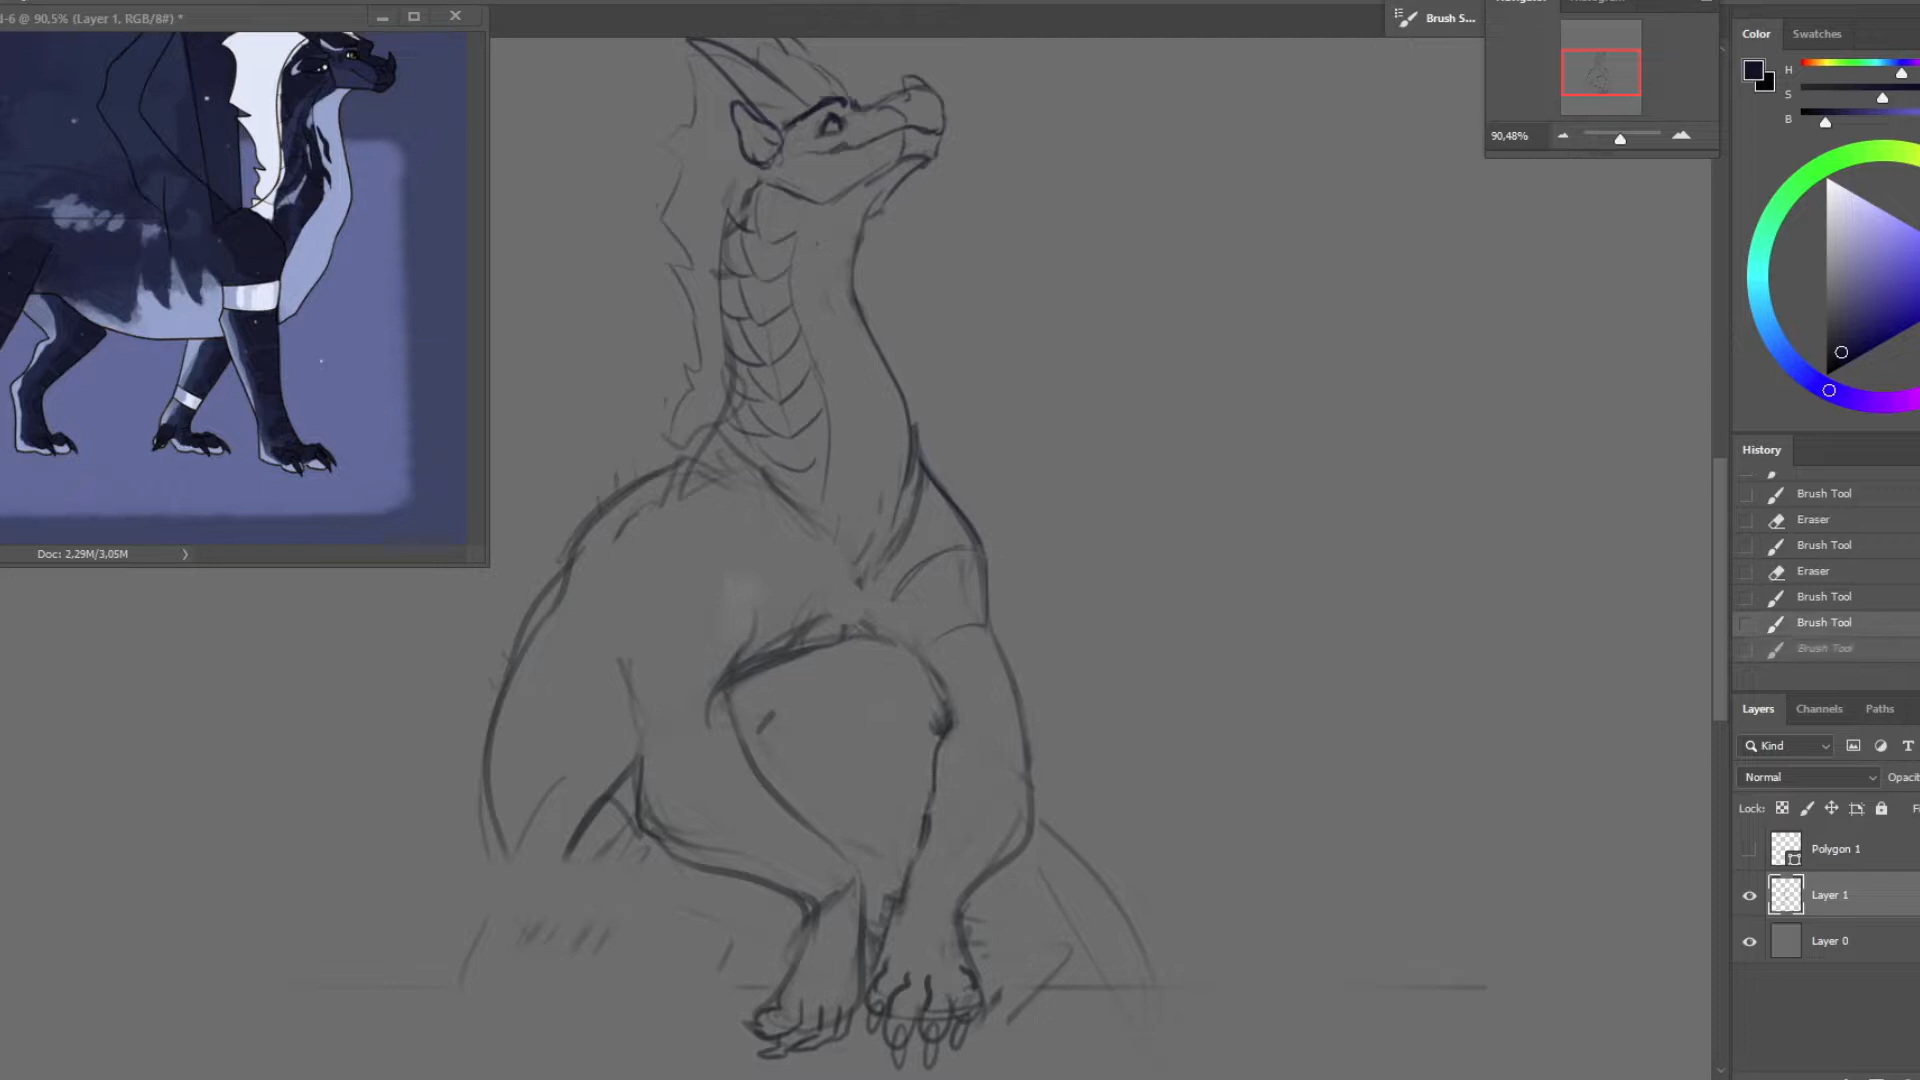 d-6 @ 90,5% (Layer 1, RGB/8#) *
Brush S...
90,48%
Color
Swatches
H
S
B
History
Brush Tool
Eraser
Brush Tool
Eraser
Brush Tool
Brush Tool
Brush Tool
Doc: 2,29M/3,05M
Layers
Channels
Paths
Kind
Normal
Opacit
Lock:
Fi
Polygon 1
Layer 1
Layer 0